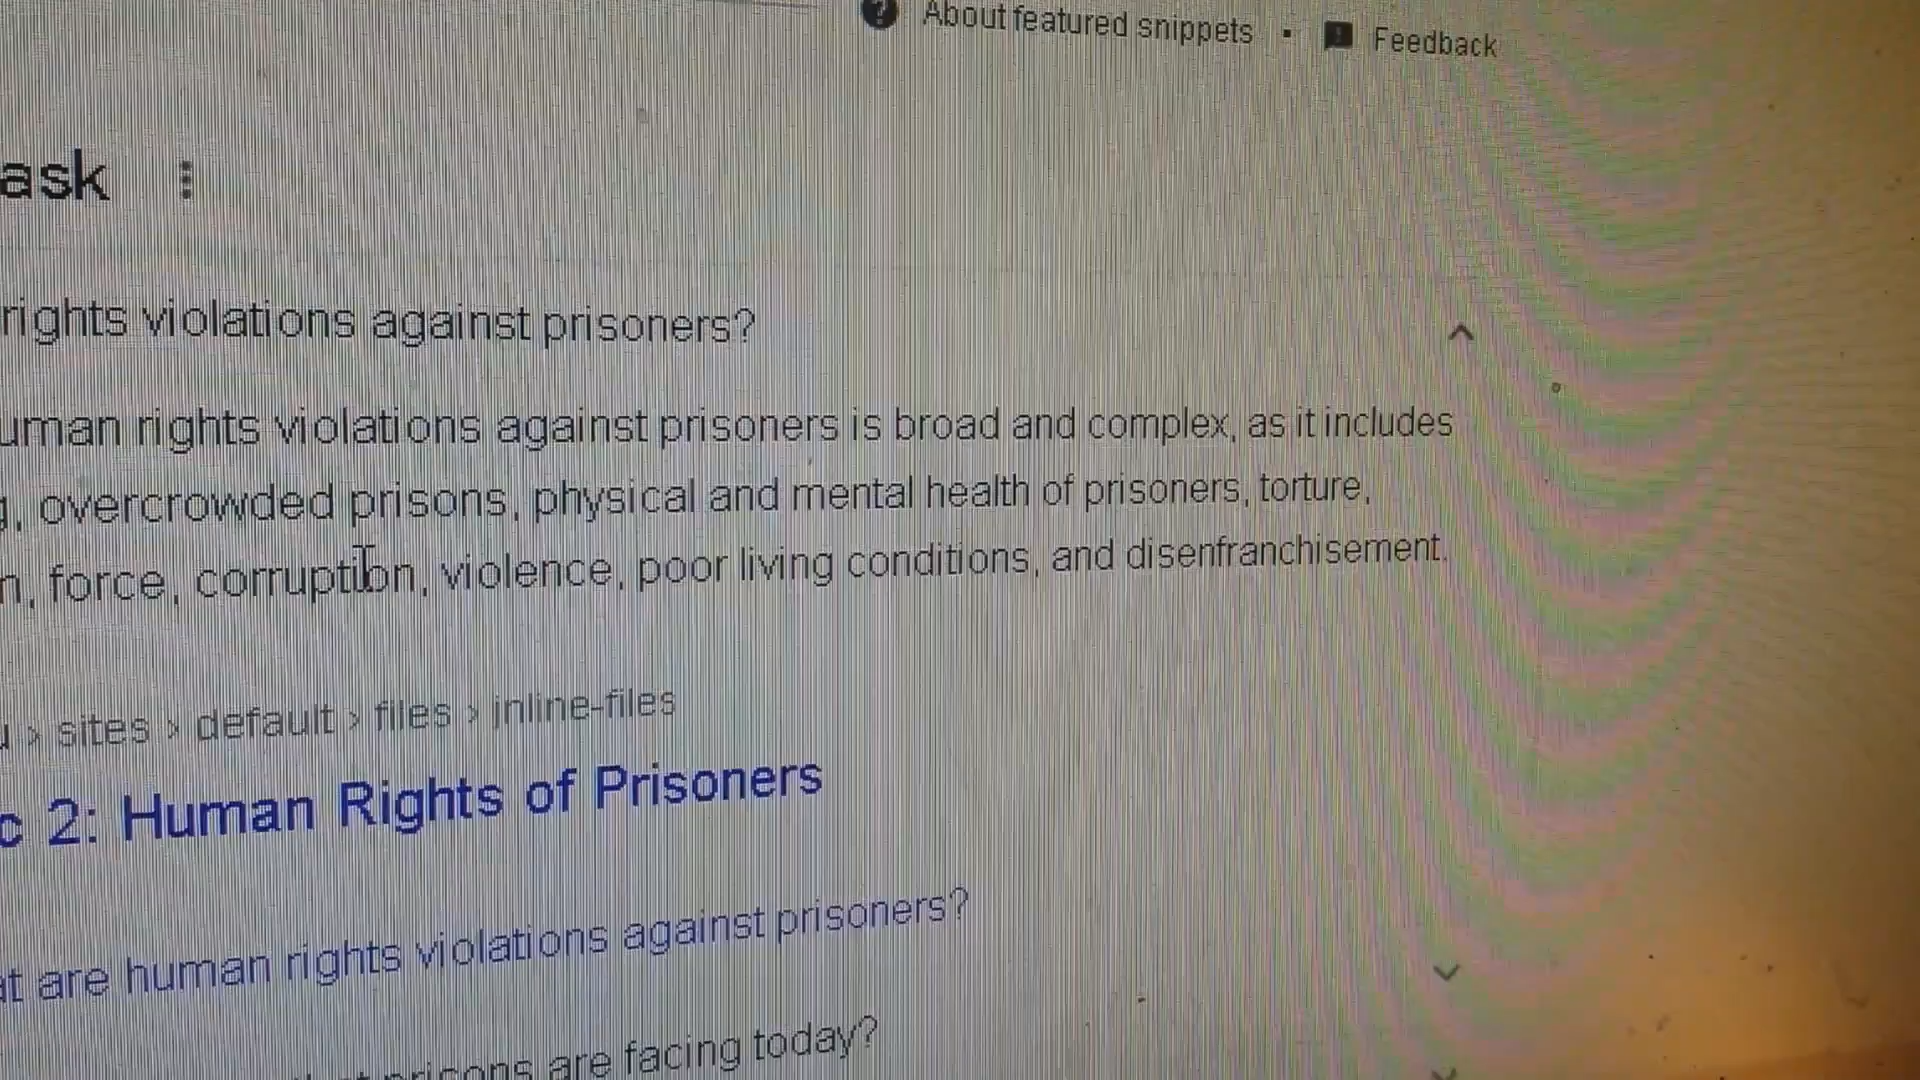 About featured snippets · Feedback
ask
rights violations against prisoners?
uman rights violations against prisoners is broad and complex, as it includes
, overcrowded prisons, physical and mental health of prisoners, torture,
n, force, corruption, violence, poor living conditions, and disenfranchisement.
› sites › default › files › inline-files
c 2: Human Rights of Prisoners
at are human rights violations against prisoners?
prisons are facing today?